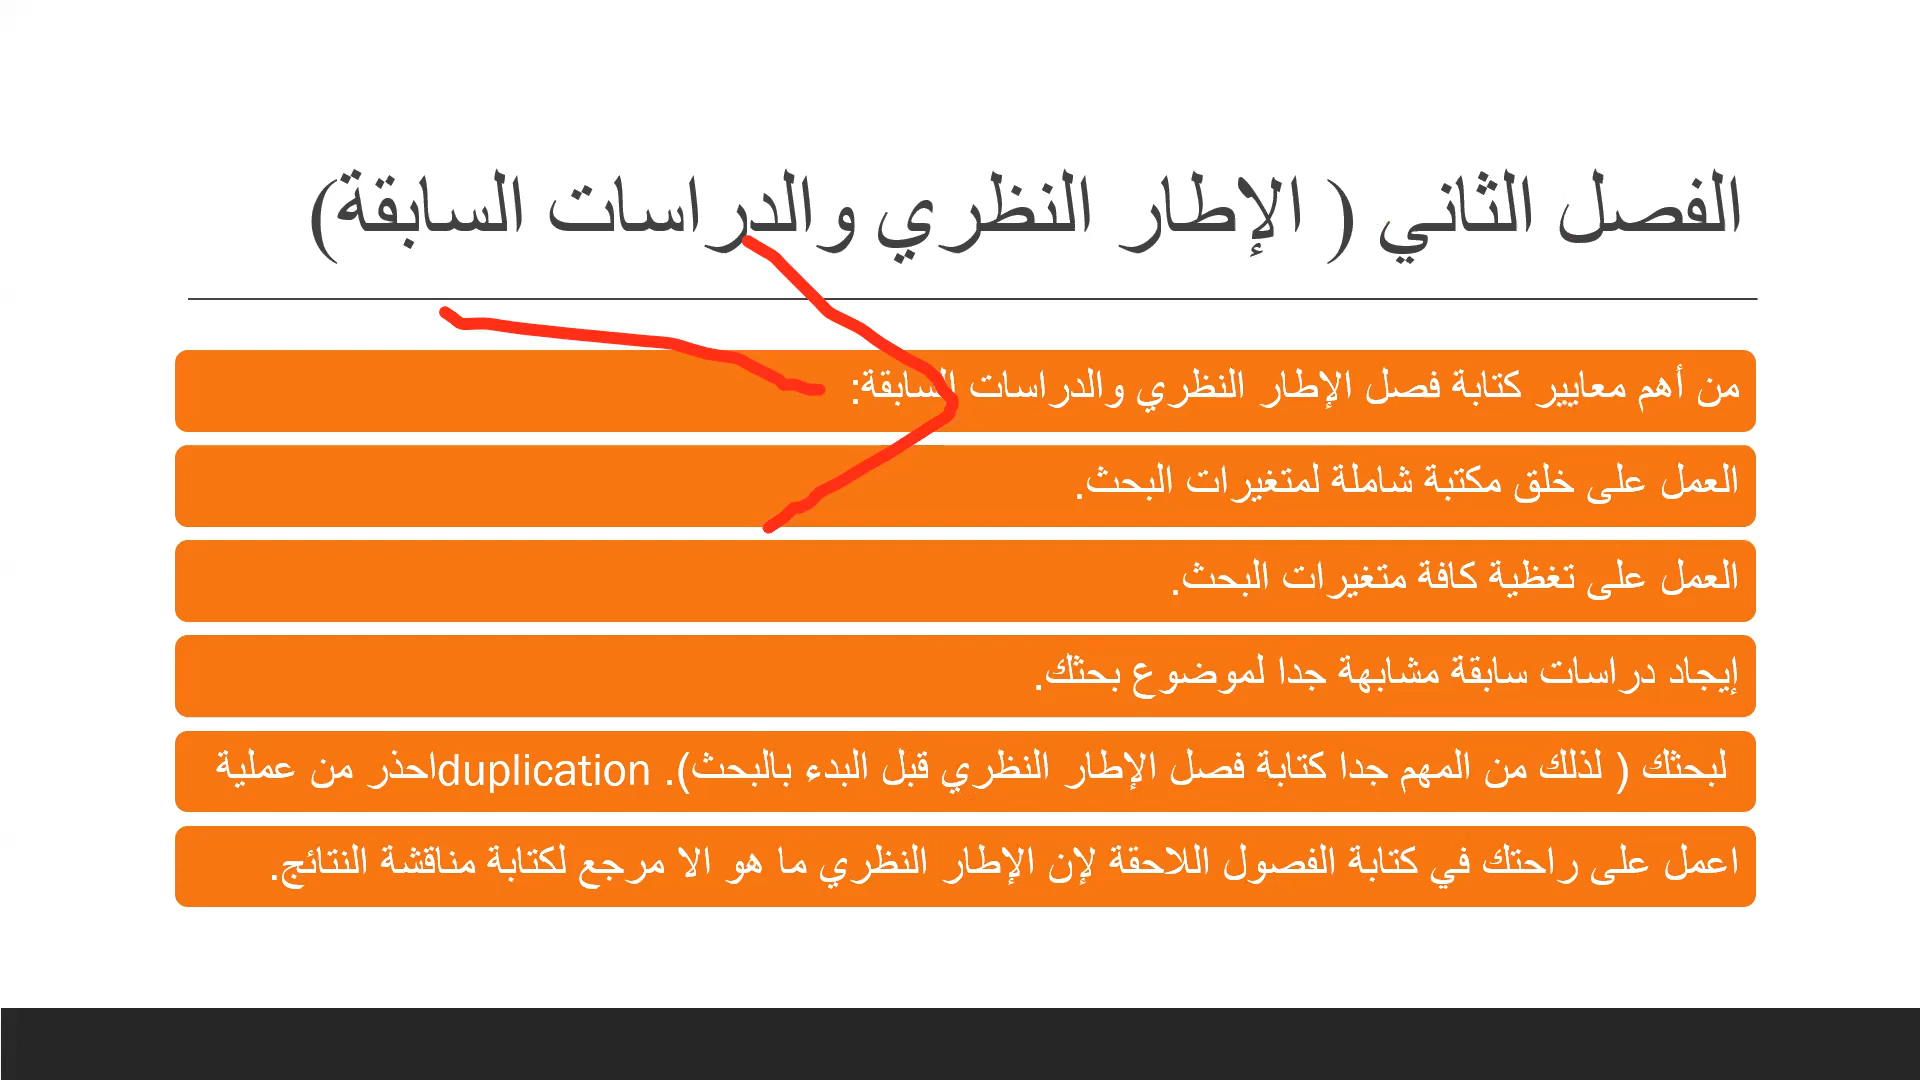 الفصل الثاني ( الإطار النظري والدراسات السابقة)
من أهم معايير كتابة فصل الإطار النظري والدراسات السابقة:
العمل على خلق مكتبة شاملة لمتغيرات البحث.
العمل على تغظية كافة متغيرات البحث.
إيجاد دراسات سابقة مشابهة جدا لموضوع بحثك.
لبحثك ( لذلك من المهم جدا كتابة فصل الإطار النظري قبل البدء بالبحث). duplicationاحذر من عملية
اعمل على راحتك في كتابة الفصول اللاحقة لإن الإطار النظري ما هو الا مرجع لكتابة مناقشة النتائج.